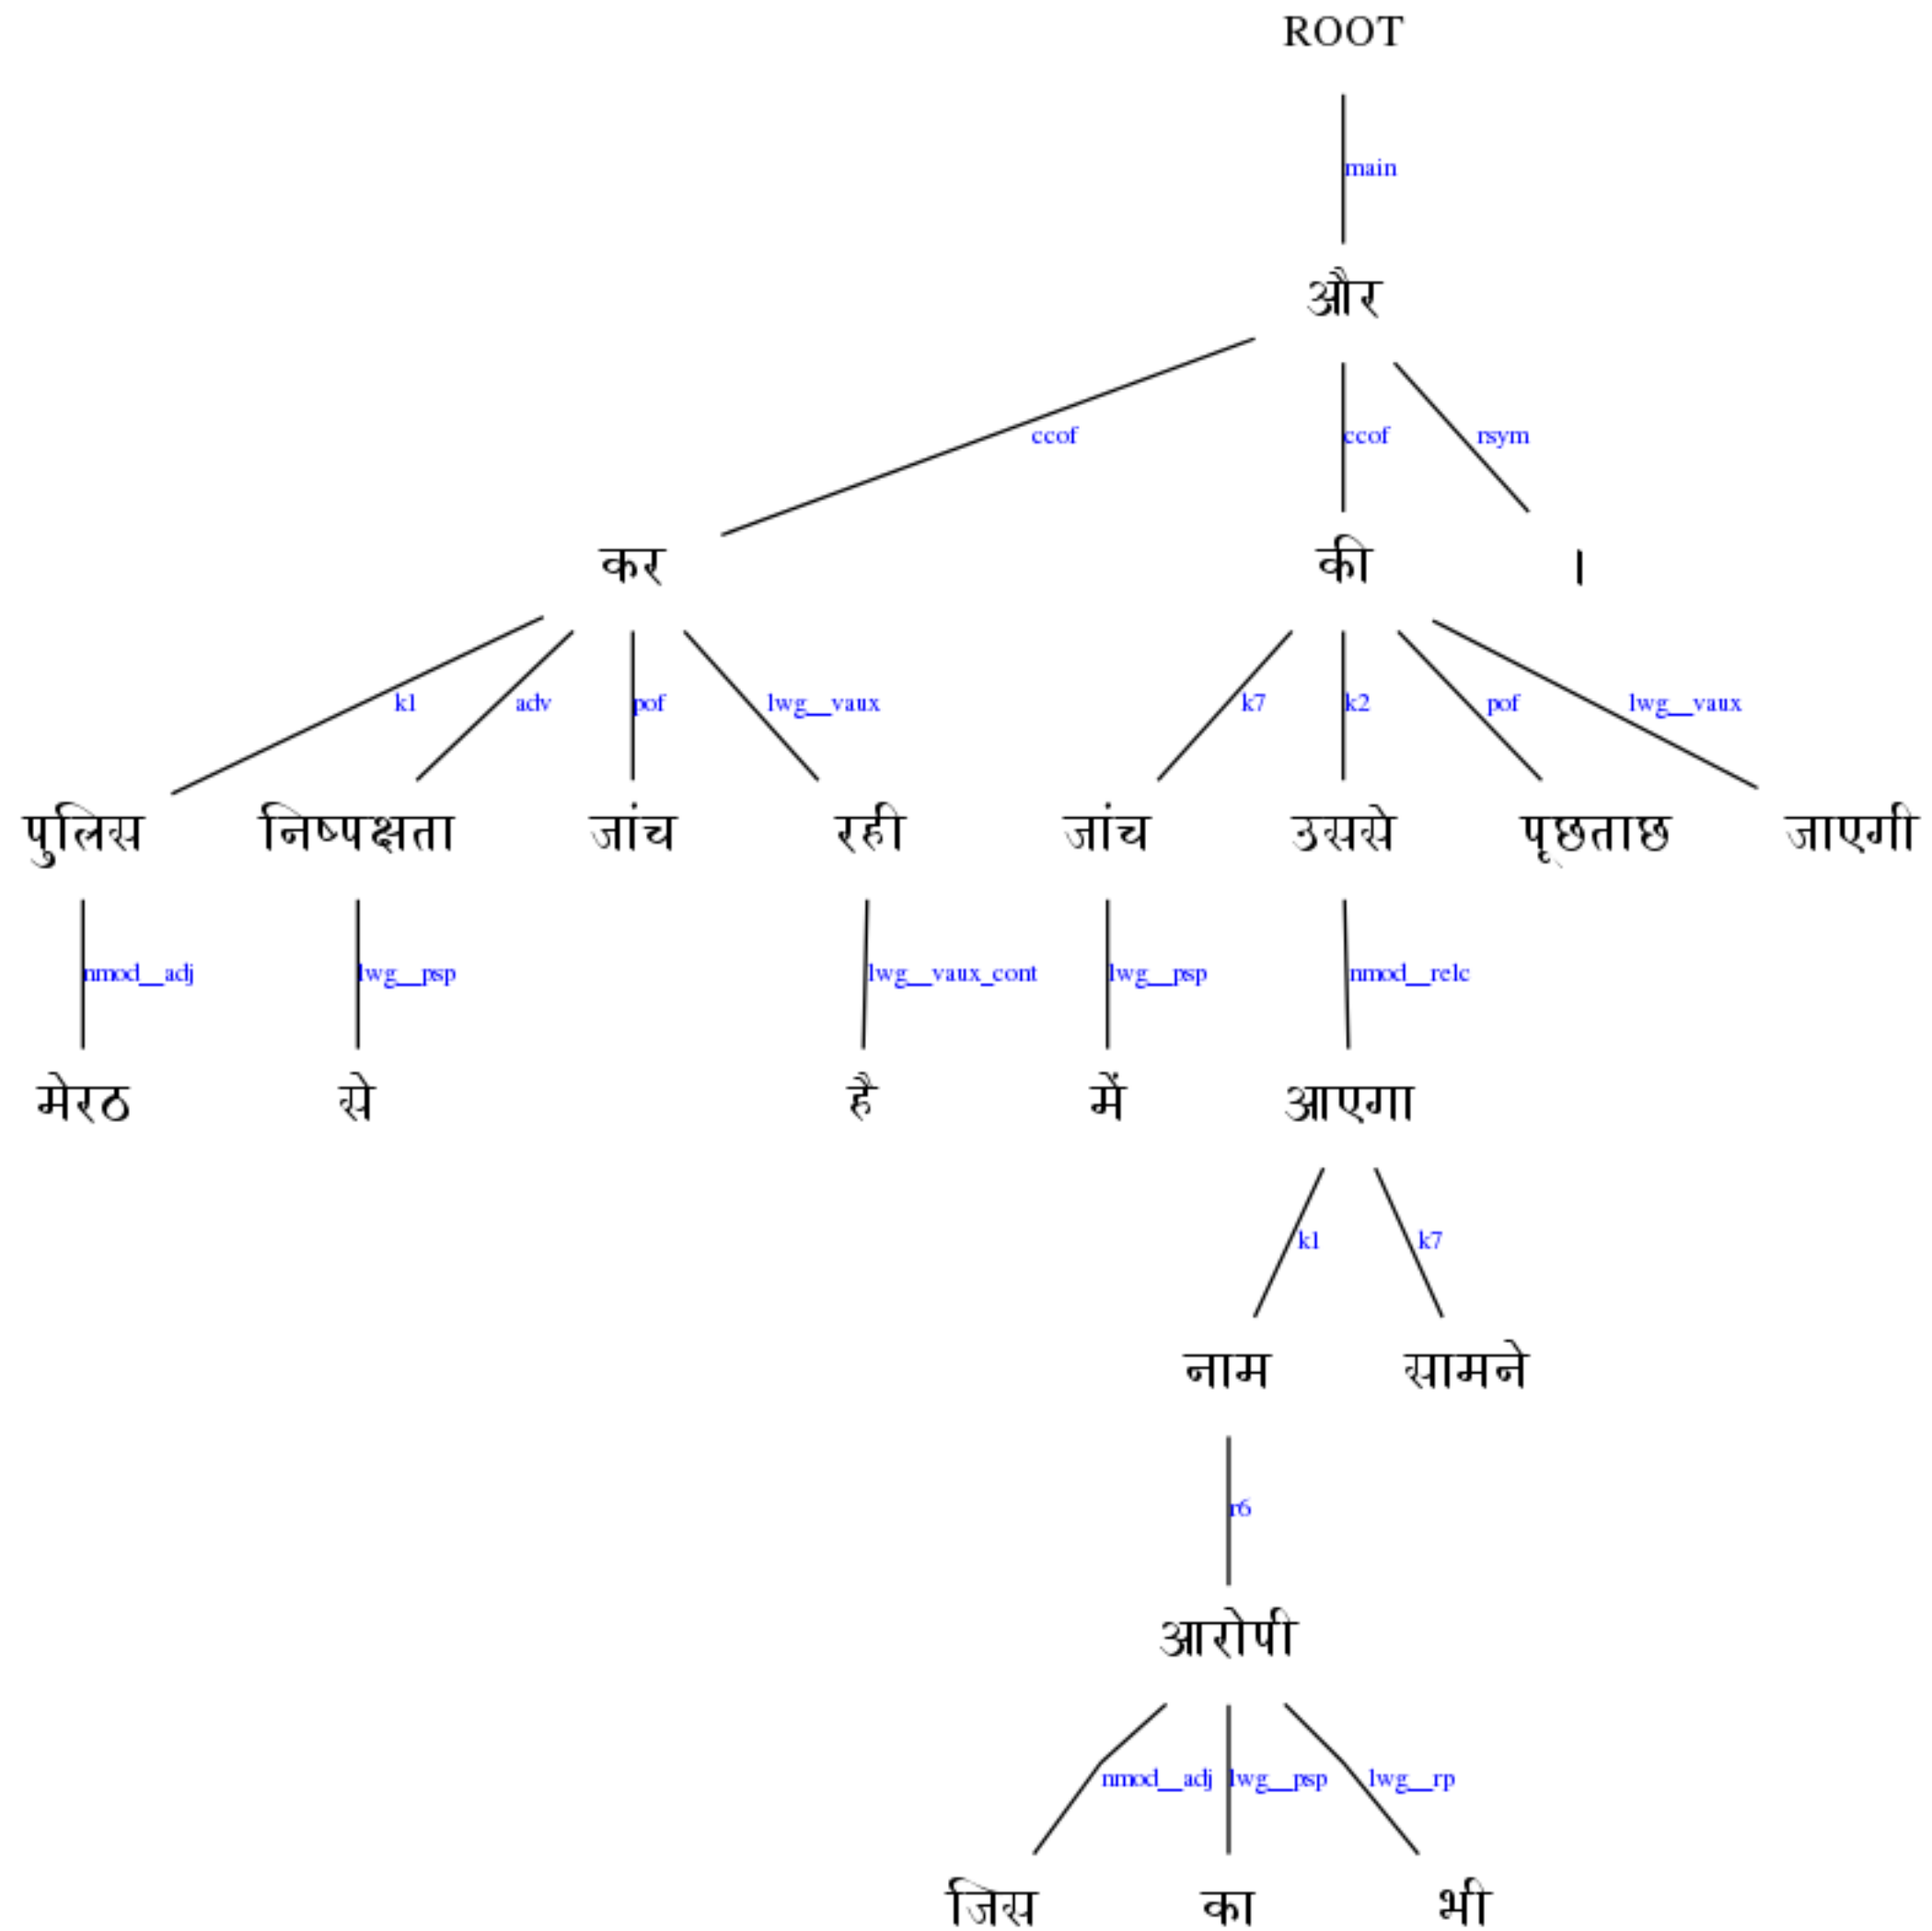 ROOT
main
और
ccof ccof rsym
कर की ।
k1 adv pof lwg__vaux k7 k2 pof lwg__vaux
पुलिस निष्पक्षता जांच रही जांच उससे पूछताछ जाएगी
nmod__adj lwg__psp lwg__vaux_cont lwg__psp nmod__relc
मेरठ से है में आएगा
k1 k7
नाम सामने
r6
आरोपी
nmod__adj lwg__psp lwg__rp
जिस का भी